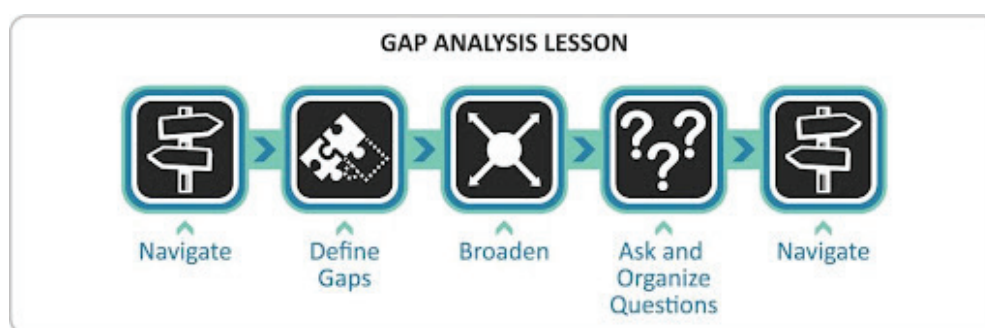 GAP ANALYSIS LESSON
Navigate
Define
Gaps
Broaden
Ask and
Organize
Questions
Navigate